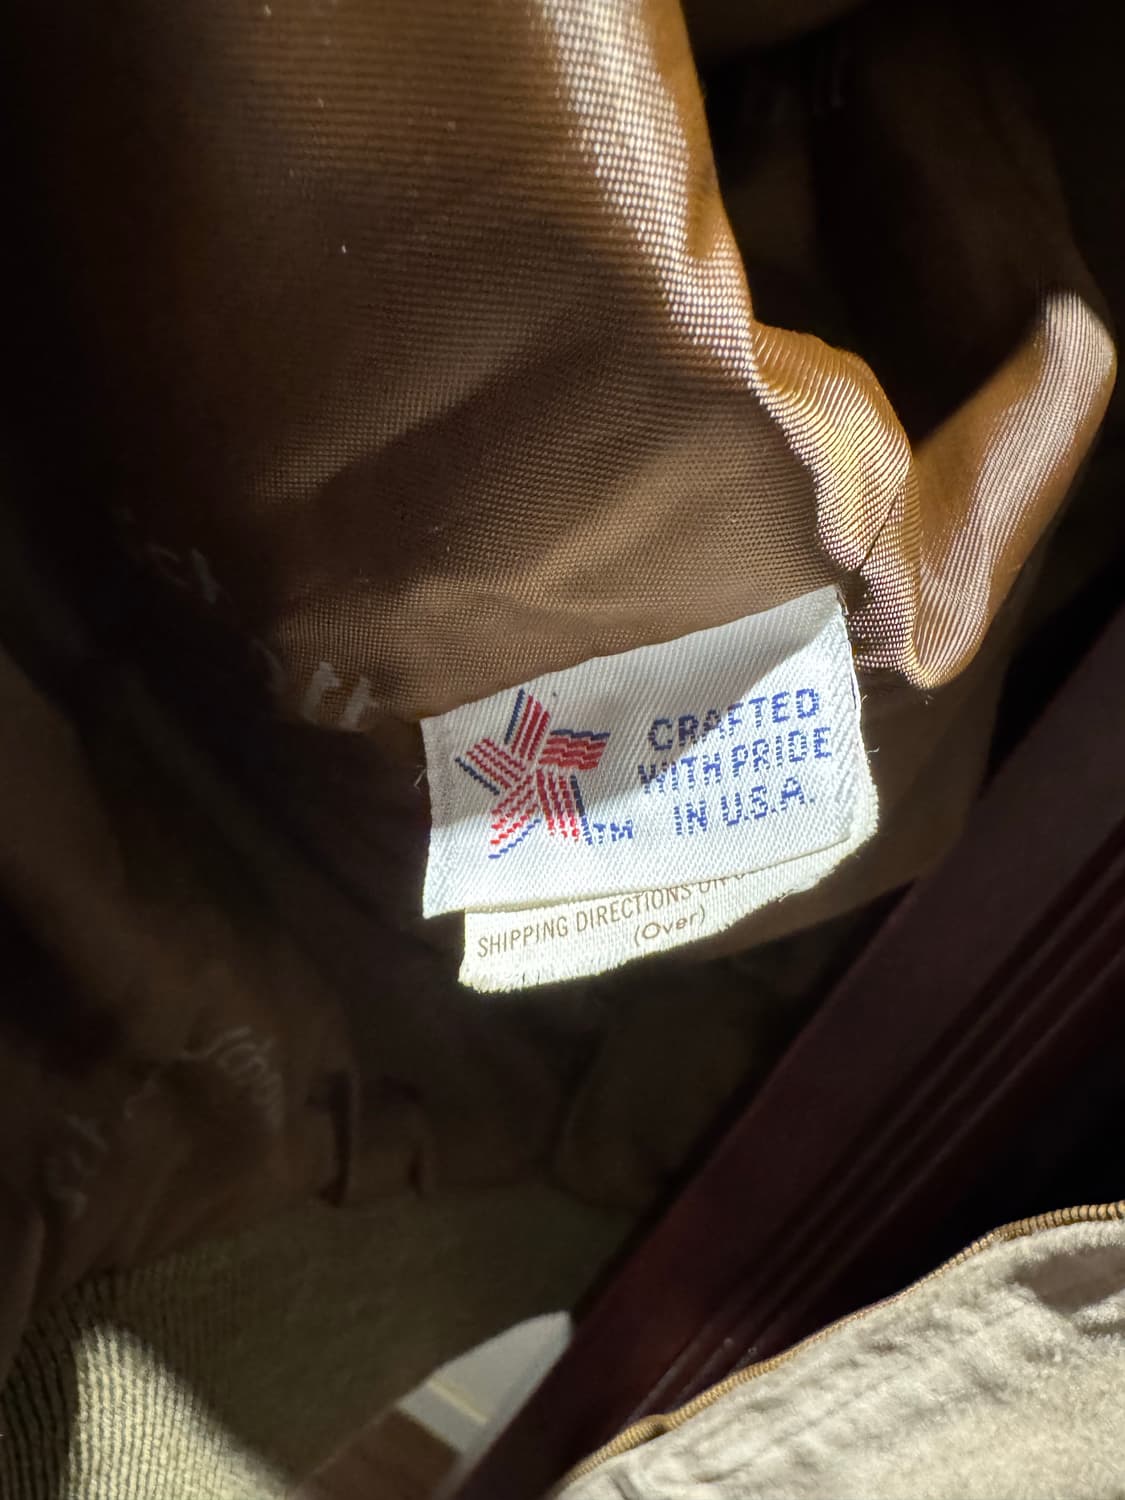 CRAFTED
WITH PRIDE
IN U.S.A.
TM
SHIPPING DIRECTIONS
(Over)